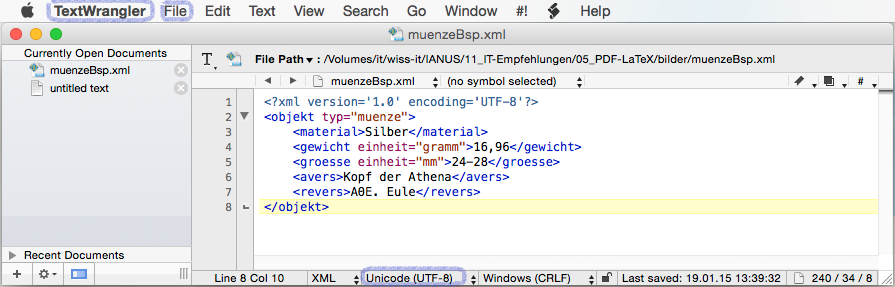 TextWrangler File Edit Text View Search Go Window #! Help
muenzeBsp.xml
Currently Open Documents
muenzeBsp.xml
untitled text
Recent Documents
T File Path ▾ : /Volumes/it/wiss-it/IANUS/11_IT-Empfehlungen/05_PDF-LaTeX/bilder/muenzeBsp.xml
muenzeBsp.xml (no symbol selected) #
1 <?xml version='1.0' encoding='UTF-8'?>
2 <objekt typ="muenze">
3 <material>Silber</material>
4 <gewicht einheit="gramm">16,96</gewicht>
5 <groesse einheit="mm">24-28</groesse>
6 <avers>Kopf der Athena</avers>
7 <revers>AΘE. Eule</revers>
8 </objekt>
Line 8 Col 10 XML Unicode (UTF-8) Windows (CRLF) Last saved: 19.01.15 13:39:32 240 / 34 / 8